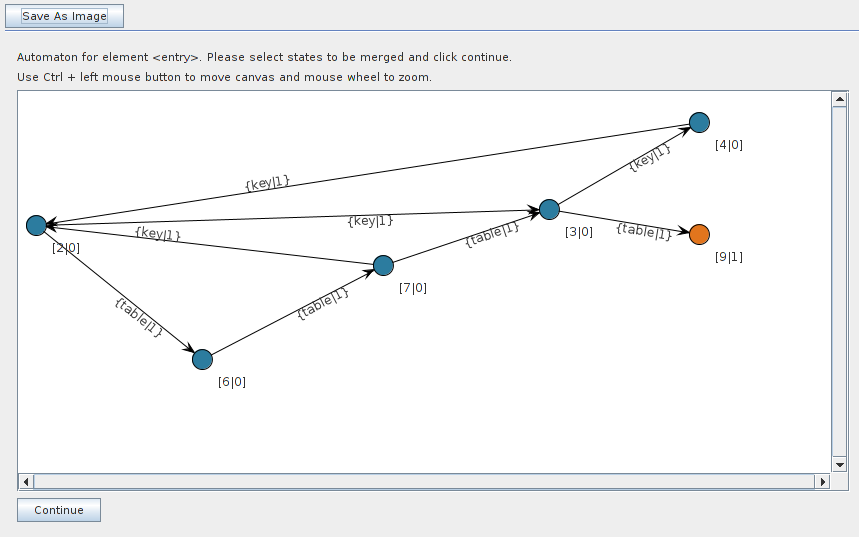 Save As Image
Automaton for element <entry>. Please select states to be merged and click continue.
Use Ctrl + left mouse button to move canvas and mouse wheel to zoom.
[4|0]
{key|1}
{key|1}
{key|1}
{key|1}
{table|1}
{table|1}
[3|0]
[2|0]
[9|1]
[7|0]
{table|1}
{table|1}
[6|0]
Continue